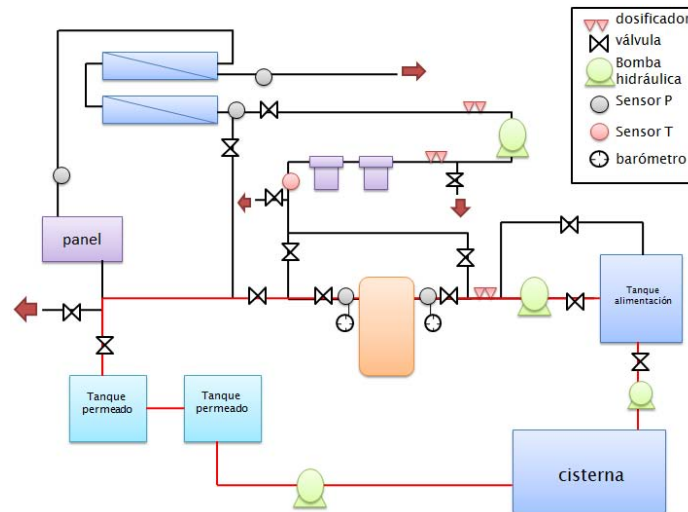 dosificador
válvula
Bomba
hidráulica
Sensor P
Sensor T
barómetro
panel
Tanque
alimentación
Tanque
permeado
Tanque
permeado
cisterna